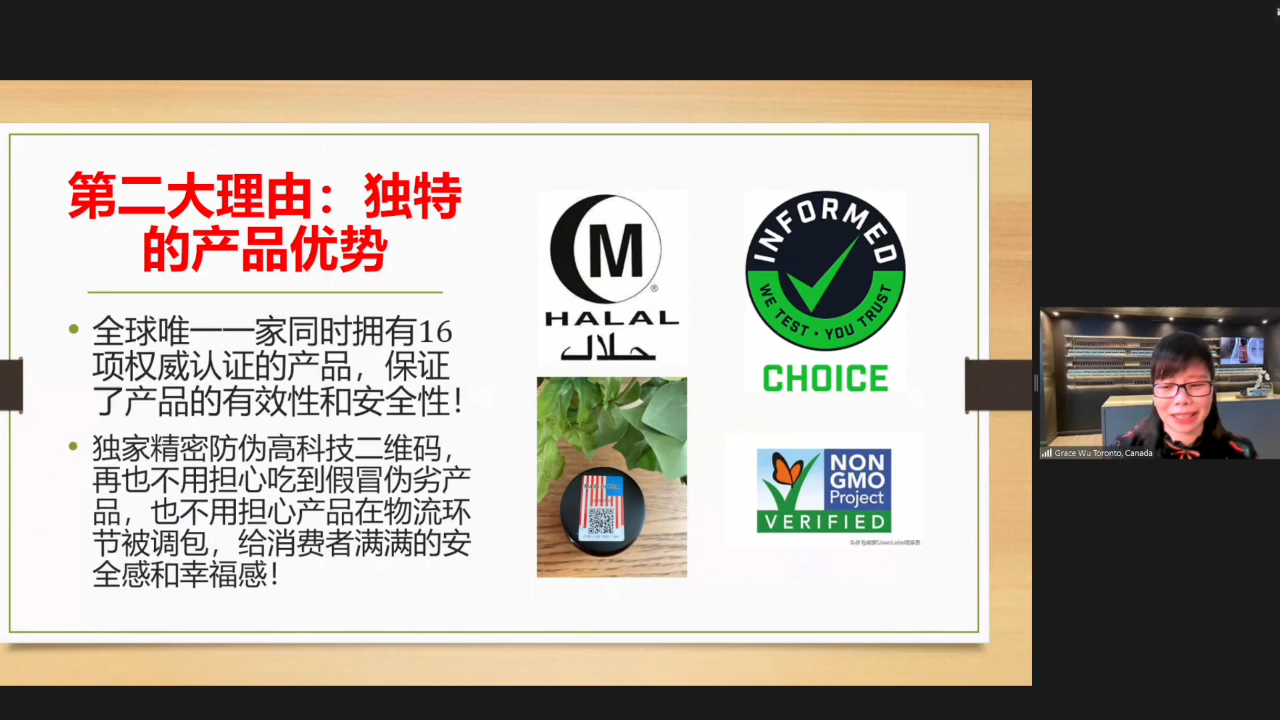 第二大理由：独特
的产品优势
全球唯一一家同时拥有16
项权威认证的产品，保证
了产品的有效性和安全性！
独家精密防伪高科技二维码，
再也不用担心吃到假冒伪劣产
品，也不用担心产品在物流环
节被调包，给消费者满满的安
全感和幸福感！
M
®
HALAL
حلال
INFORMED
WE TEST · YOU TRUST
CHOICE
NON
GMO
Project
VERIFIED
Grace Wu Toronto, Canada